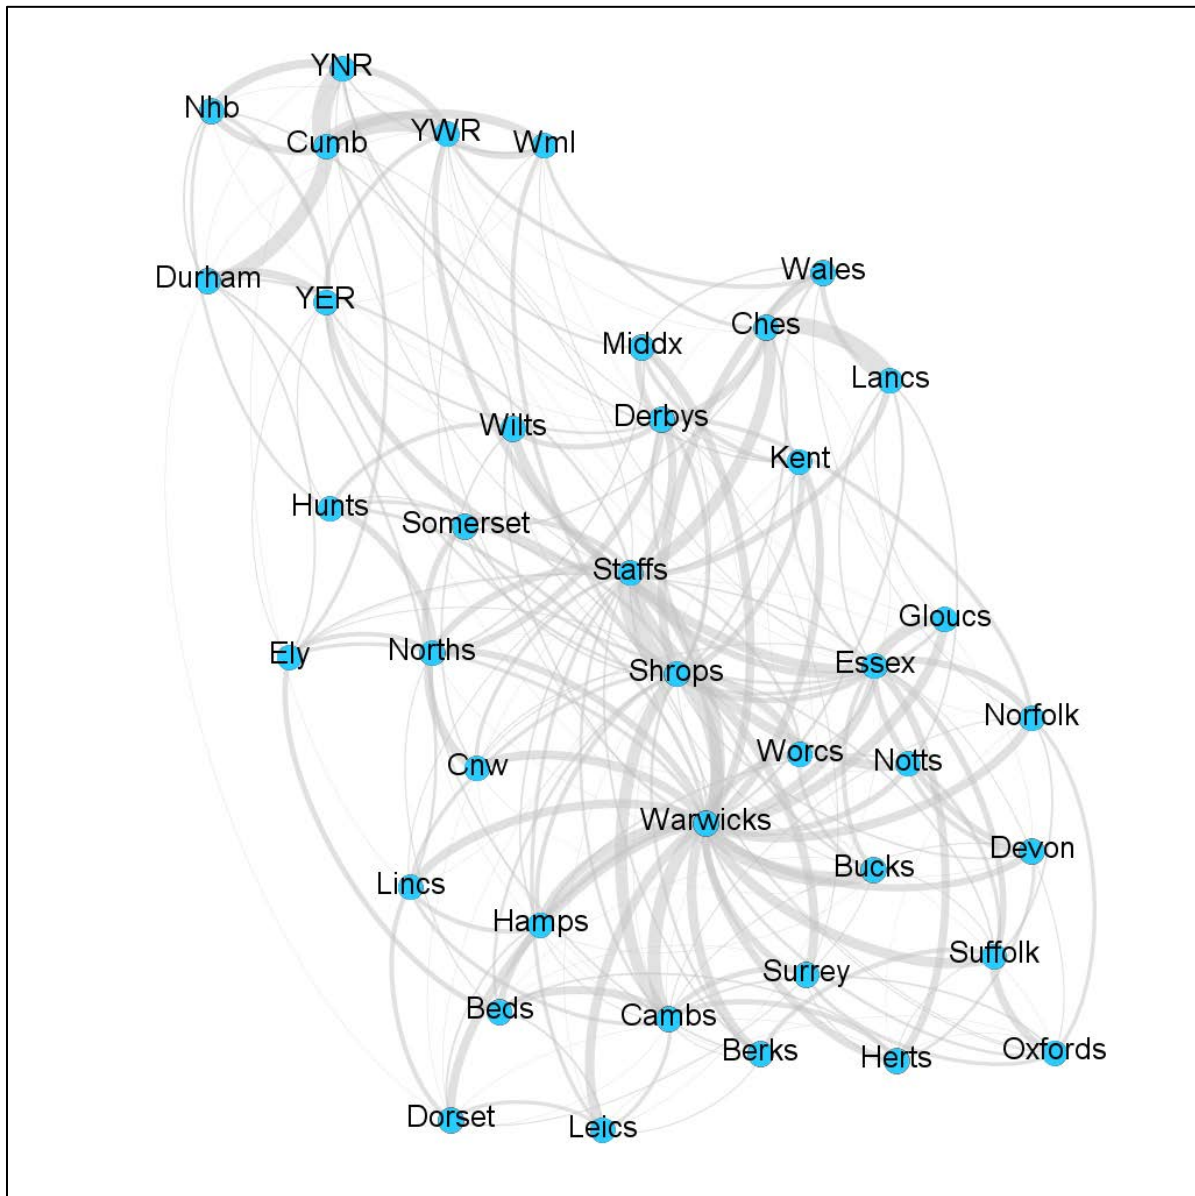 YNR
Nhb
Cumb
YWR
Wml
Durham
YER
Wales
Middx
Ches
Lancs
Wilts
Derbys
Kent
Hunts
Somerset
Staffs
Gloucs
Ely
Norths
Shrops
Essex
Norfolk
Cnw
Worcs
Notts
Warwicks
Devon
Lincs
Bucks
Hamps
Suffolk
Surrey
Beds
Cambs
Berks
Herts
Oxfords
Dorset
Leics